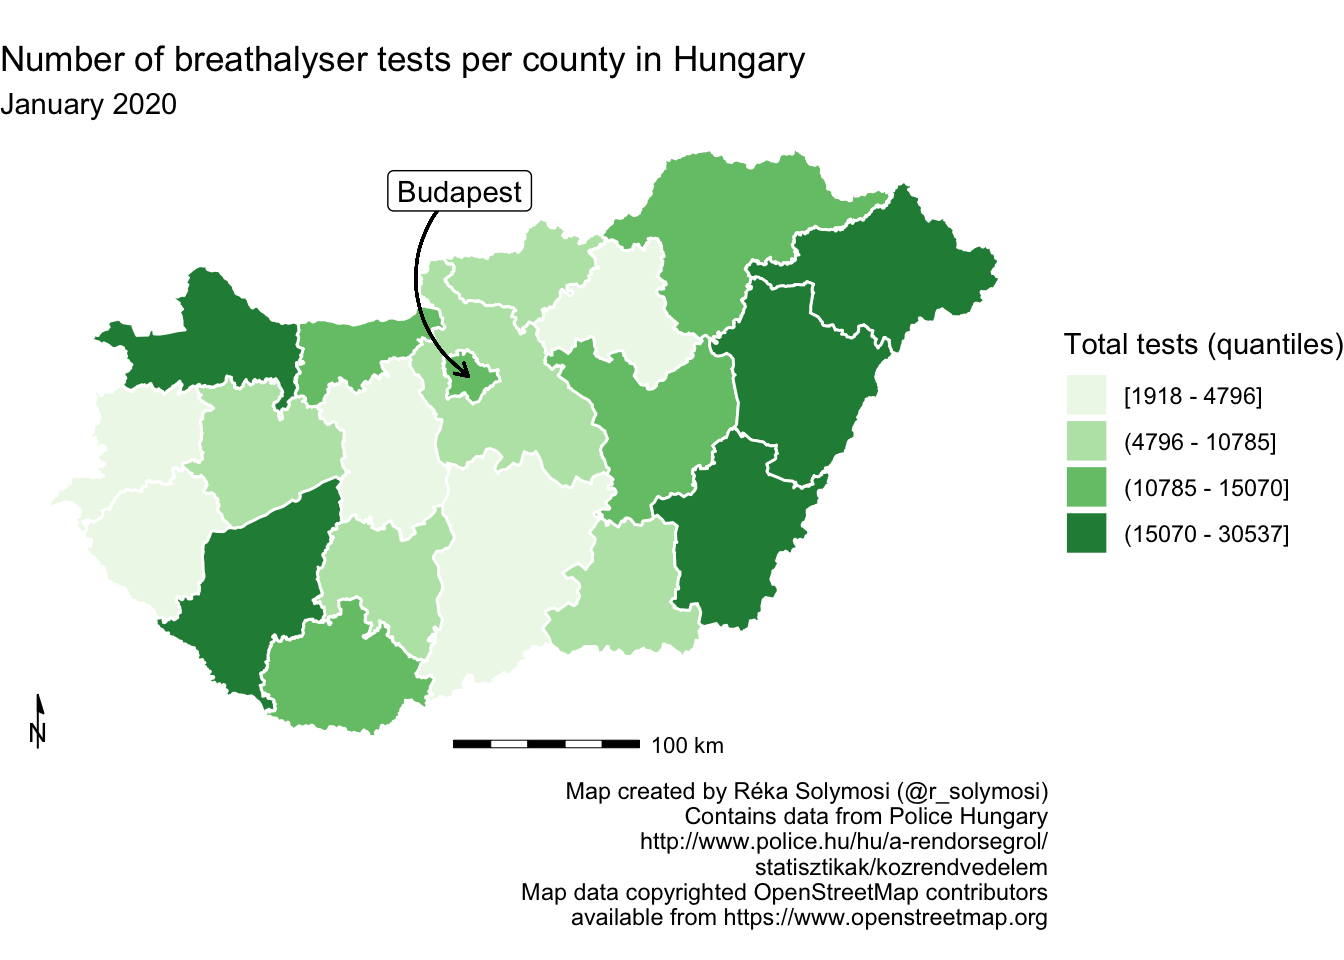 Number of breathalyser tests per county in Hungary
January 2020
Budapest
Total tests (quantiles)
[1918 - 4796]
(4796 - 10785]
(10785 - 15070]
(15070 - 30537]
N
100 km
Map created by Réka Solymosi (@r_solymosi)
Contains data from Police Hungary
http://www.police.hu/hu/a-rendorsegrol/
statisztikak/kozrendvedelem
Map data copyrighted OpenStreetMap contributors
available from https://www.openstreetmap.org